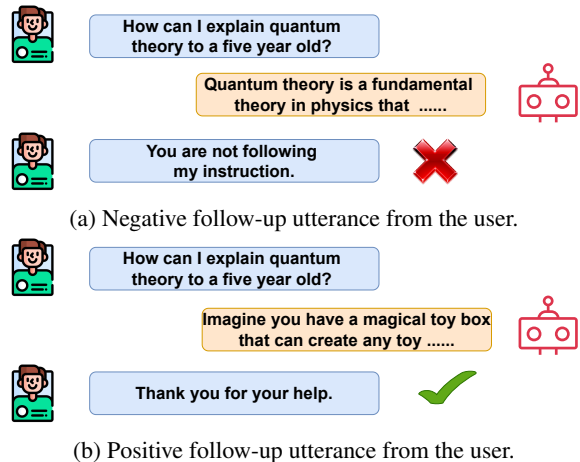 How can I explain quantum
theory to a five year old?
Quantum theory is a fundamental
theory in physics that ......
You are not following
my instruction.
(a) Negative follow-up utterance from the user.
How can I explain quantum
theory to a five year old?
Imagine you have a magical toy box
that can create any toy ......
Thank you for your help.
(b) Positive follow-up utterance from the user.